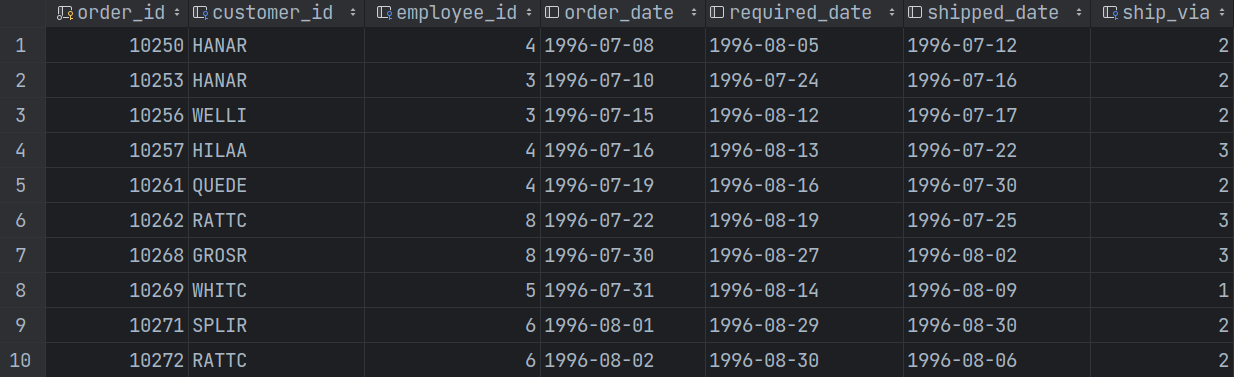 order_id customer_id employee_id order_date required_date shipped_date ship_via
1 10250 HANAR 4 1996-07-08 1996-08-05 1996-07-12 2
2 10253 HANAR 3 1996-07-10 1996-07-24 1996-07-16 2
3 10256 WELLI 3 1996-07-15 1996-08-12 1996-07-17 2
4 10257 HILAA 4 1996-07-16 1996-08-13 1996-07-22 3
5 10261 QUEDE 4 1996-07-19 1996-08-16 1996-07-30 2
6 10262 RATTC 8 1996-07-22 1996-08-19 1996-07-25 3
7 10268 GROSR 8 1996-07-30 1996-08-27 1996-08-02 3
8 10269 WHITC 5 1996-07-31 1996-08-14 1996-08-09 1
9 10271 SPLIR 6 1996-08-01 1996-08-29 1996-08-30 2
10 10272 RATTC 6 1996-08-02 1996-08-30 1996-08-06 2